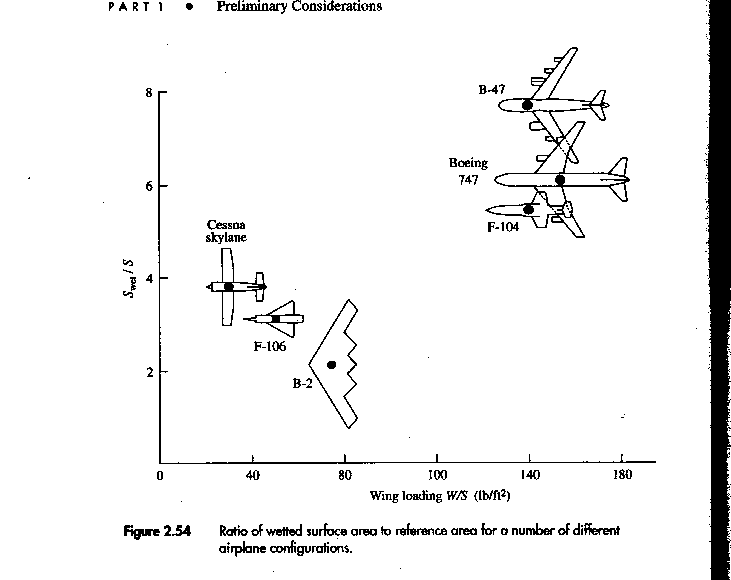 PART 1 • Preliminary Considerations
8
B-47
Boeing
747
6
F-104
Cessna
skylane
S_wet / S
4
F-106
B-2
2
0 40 80 100 140 180
Wing loading W/S (lb/ft²)
Figure 2.54 Ratio of wetted surface area to reference area for a number of different
airplane configurations.